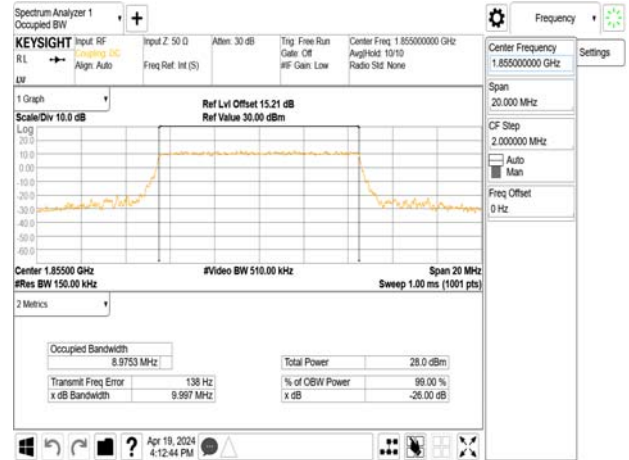 Spectrum Analyzer 1
Occupied BW
KEYSIGHT
RL
Input: RF
Coupling: DC
Align: Auto
Input Z: 50 Ω
Freq Ref: Int (S)
Atten: 30 dB
Trig: Free Run
Gate: Off
#IF Gain: Low
Center Freq: 1.855000000 GHz
Avg|Hold: 10/10
Radio Std: None
1 Graph
Scale/Div 10.0 dB
Ref Lvl Offset 15.21 dB
Ref Value 30.00 dBm
Log
20.0
10.0
0.00
-10.0
-20.0
-30.0
-40.0
-50.0
-60.0
Center 1.85500 GHz
#Video BW 510.00 kHz
Span 20 MHz
#Res BW 150.00 kHz
Sweep 1.00 ms (1001 pts)
2 Metrics
Occupied Bandwidth
8.9753 MHz
Total Power 28.0 dBm
Transmit Freq Error 138 Hz
% of OBW Power 99.00 %
x dB Bandwidth 9.997 MHz
x dB -26.00 dB
Apr 19, 2024
4:12:44 PM
Frequency
Settings
Center Frequency
1.855000000 GHz
Span
20.000 MHz
CF Step
2.000000 MHz
Auto
Man
Freq Offset
0 Hz